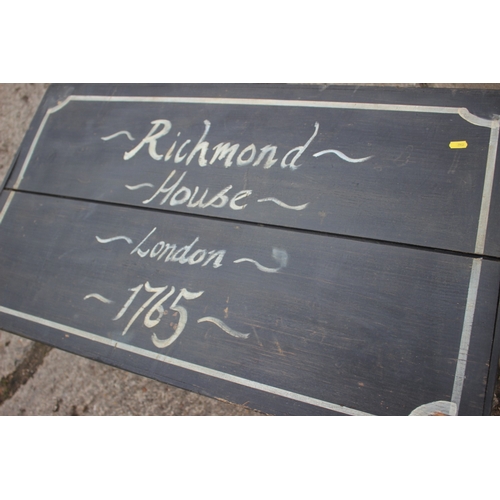 ~ Richmond ~
~ House ~
~ London ~
~ 1765 ~